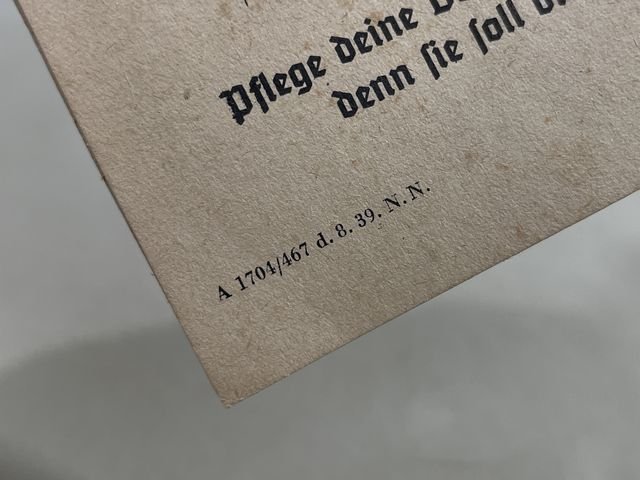 Pflege deine
denn sie soll
A 1704/467 d. 8. 39. N. N.